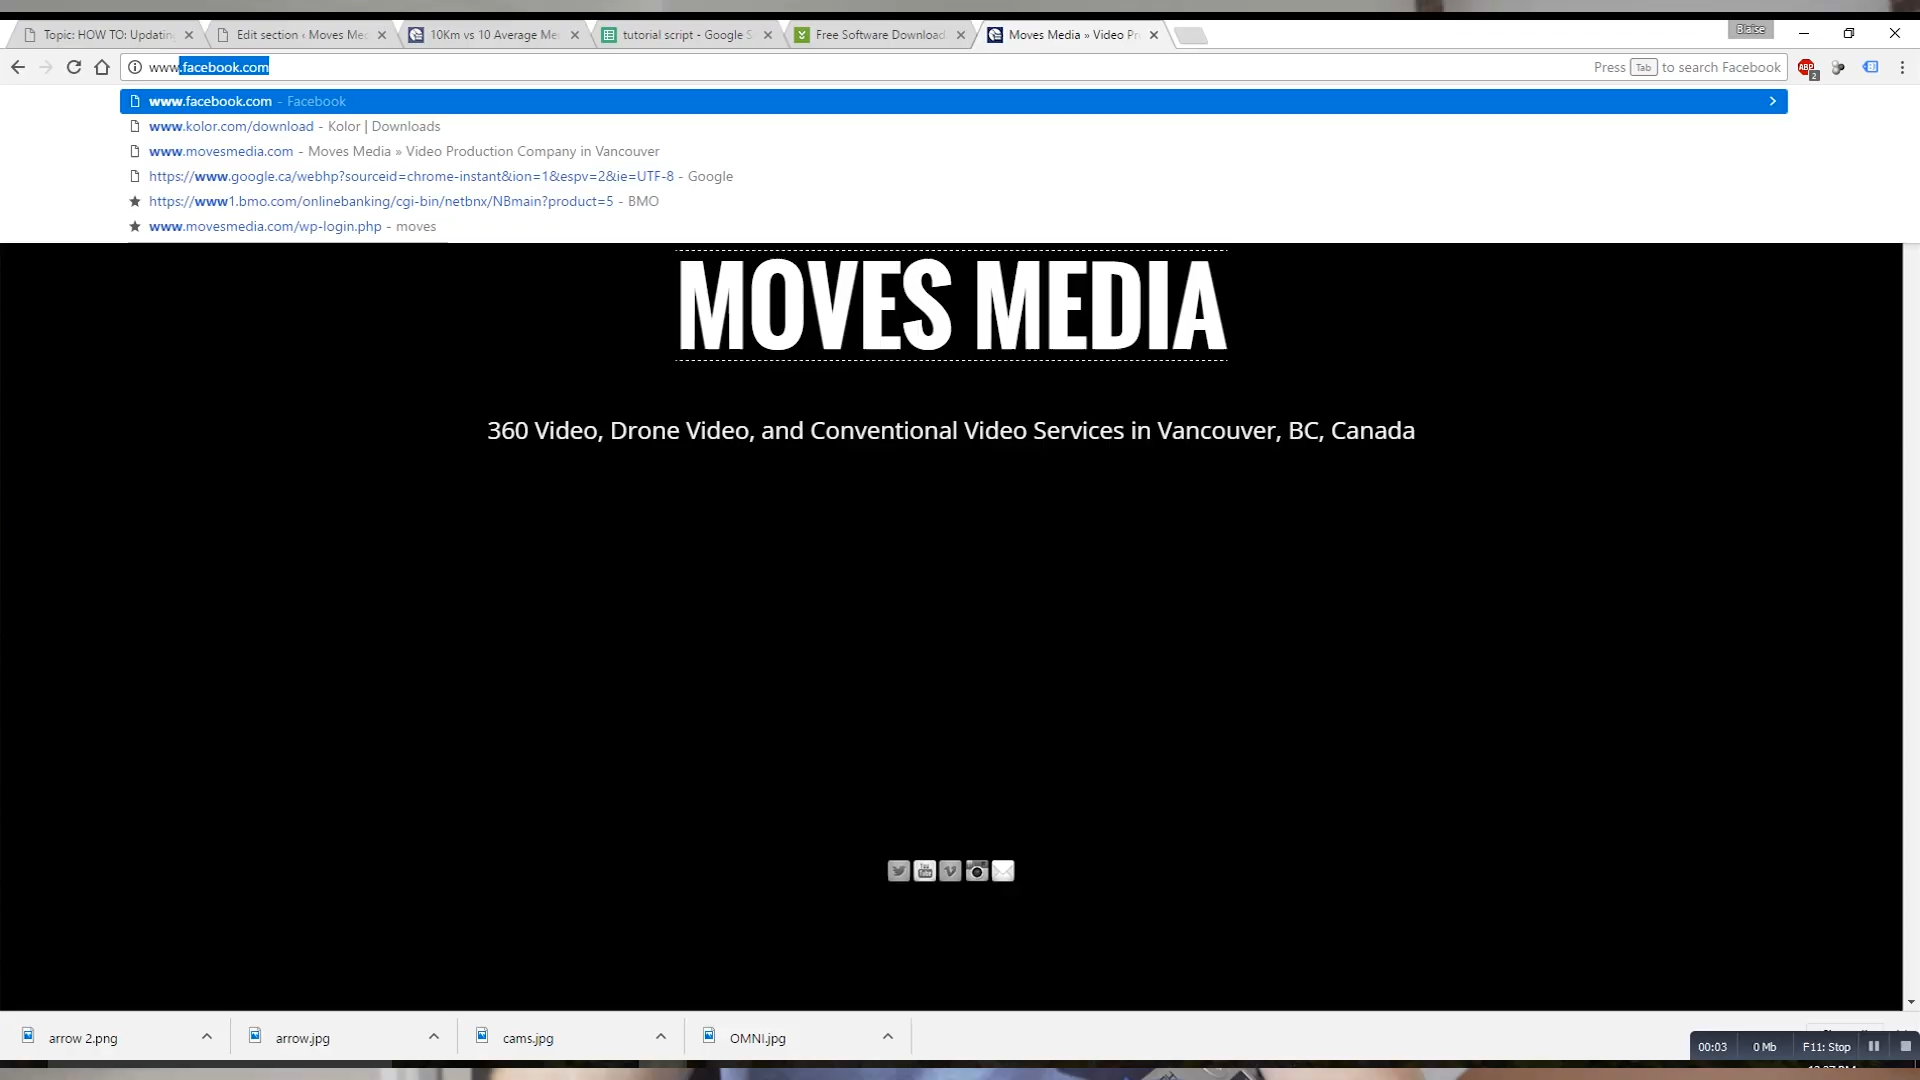 Topic: HOW TO: Updatin
Edit section ‹ Moves Med
10Km vs 10 Average Me
tutorial script - Google S
Free Software Download
Moves Media » Video Pr
Blaise
www.facebook.com
Press Tab to search Facebook
ABP
2
www.facebook.com - Facebook
www.kolor.com/download - Kolor | Downloads
www.movesmedia.com - Moves Media » Video Production Company in Vancouver
https://www.google.ca/webhp?sourceid=chrome-instant&ion=1&espv=2&ie=UTF-8 - Google
https://www1.bmo.com/onlinebanking/cgi-bin/netbnx/NBmain?product=5 - BMO
www.movesmedia.com/wp-login.php - moves
MOVES MEDIA
360 Video, Drone Video, and Conventional Video Services in Vancouver, BC, Canada
You Tube
arrow 2.png
arrow.jpg
cams.jpg
OMNI.jpg
00:03
0 Mb
F11: Stop